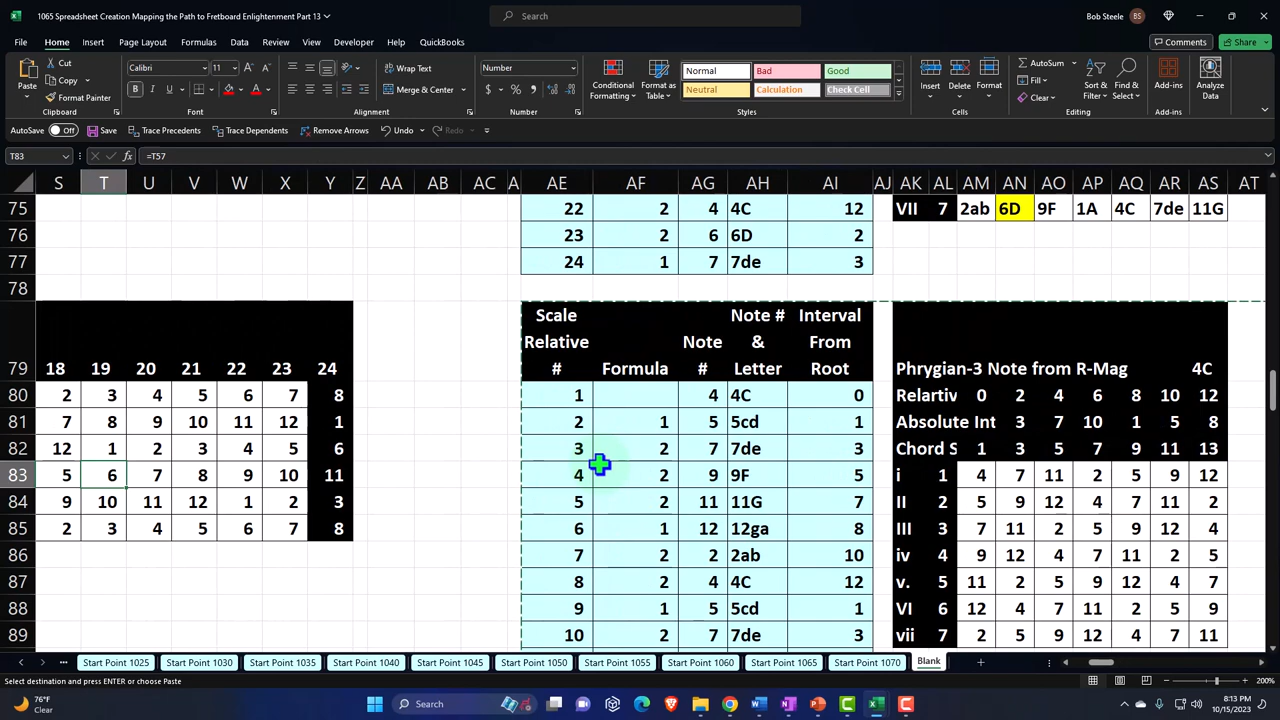 1065 Spreadsheet Creation Mapping the Path to Fretboard Enlightenment Part 13
Search
Bob Steele BS
File Home Insert Page Layout Formulas Data Review View Developer Automate Help QuickBooks
Comments Share
Paste Cut Copy Format Painter Clipboard
Calibri 11 Font
Wrap Text Merge & Center Alignment
Number $ % Number
Conditional Formatting Format as Table
Normal Bad Good
Neutral Calculation Check Cell
Styles
Insert Delete Format Cells
AutoSum Fill Clear Sort & Filter Find & Select Editing
Add-ins Add-ins
Analyze Data
AutoSave Off Save Trace Precedents Trace Dependents Remove Arrows Undo Redo
T83 fx =T57
S T U V W X Y Z AA AB AC A AE AF AG AH AI AJ AK AL AM AN AO AP AQ AR AS AT
75 22 2 4 4C 12 VII 7 2ab 6D 9F 1A 4C 7de 11G
76 23 2 6 6D 2
77 24 1 7 7de 3
78
Scale Note # Interval
Relative Note & From
79 18 19 20 21 22 23 24 # Formula # Letter Root Phrygian-3 Note from R-Mag 4C
80 2 3 4 5 6 7 8 1 4 4C 0 Relartiv 0 2 4 6 8 10 12
81 7 8 9 10 11 12 1 2 1 5 5cd 1 Absolute Int 3 7 10 1 5 8
82 12 1 2 3 4 5 6 3 2 7 7de 3 Chord S 1 3 5 7 9 11 13
83 5 6 7 8 9 10 11 4 2 9 9F 5 i 1 4 7 11 2 5 9 12
84 9 10 11 12 1 2 3 5 2 11 11G 7 II 2 5 9 12 4 7 11 2
85 2 3 4 5 6 7 8 6 1 12 12ga 8 III 3 7 11 2 5 9 12 4
86 7 2 2 2ab 10 iv 4 9 12 4 7 11 2 5
87 8 2 4 4C 12 v. 5 11 2 5 9 12 4 7
88 9 1 5 5cd 1 VI 6 12 4 7 11 2 5 9
89 10 2 7 7de 3 vii 7 2 5 9 12 4 7 11
Start Point 1025 Start Point 1030 Start Point 1035 Start Point 1040 Start Point 1045 Start Point 1050 Start Point 1055 Start Point 1060 Start Point 1065 Start Point 1070 Blank
Select destination and press ENTER or choose Paste 200%
76°F Clear Search 8:13 PM 10/15/2023